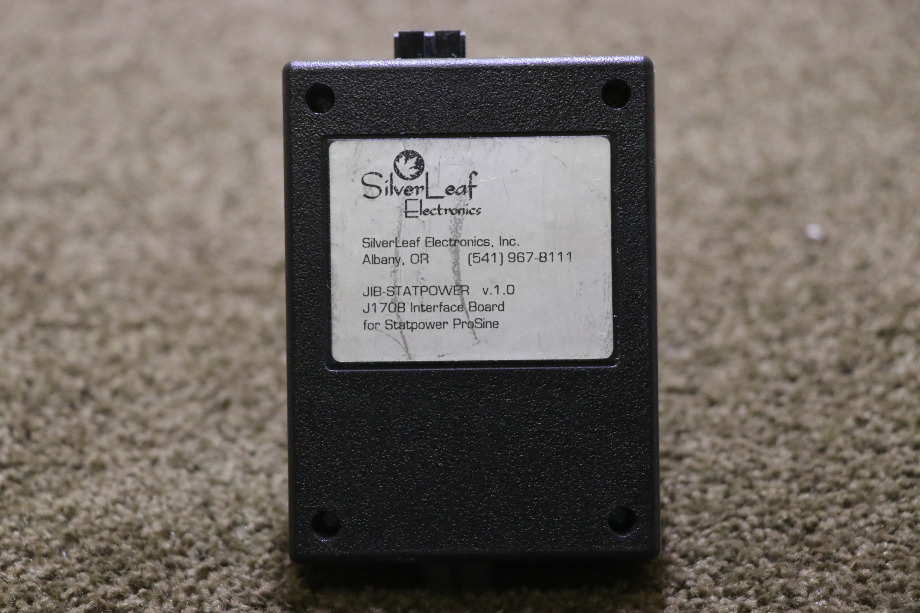 SilverLeaf
Electronics
SilverLeaf Electronics, Inc.
Albany, OR (541) 967-8111
JIB-STATPOWER v.1.0
J1708 Interface Board
for Statpower ProSine